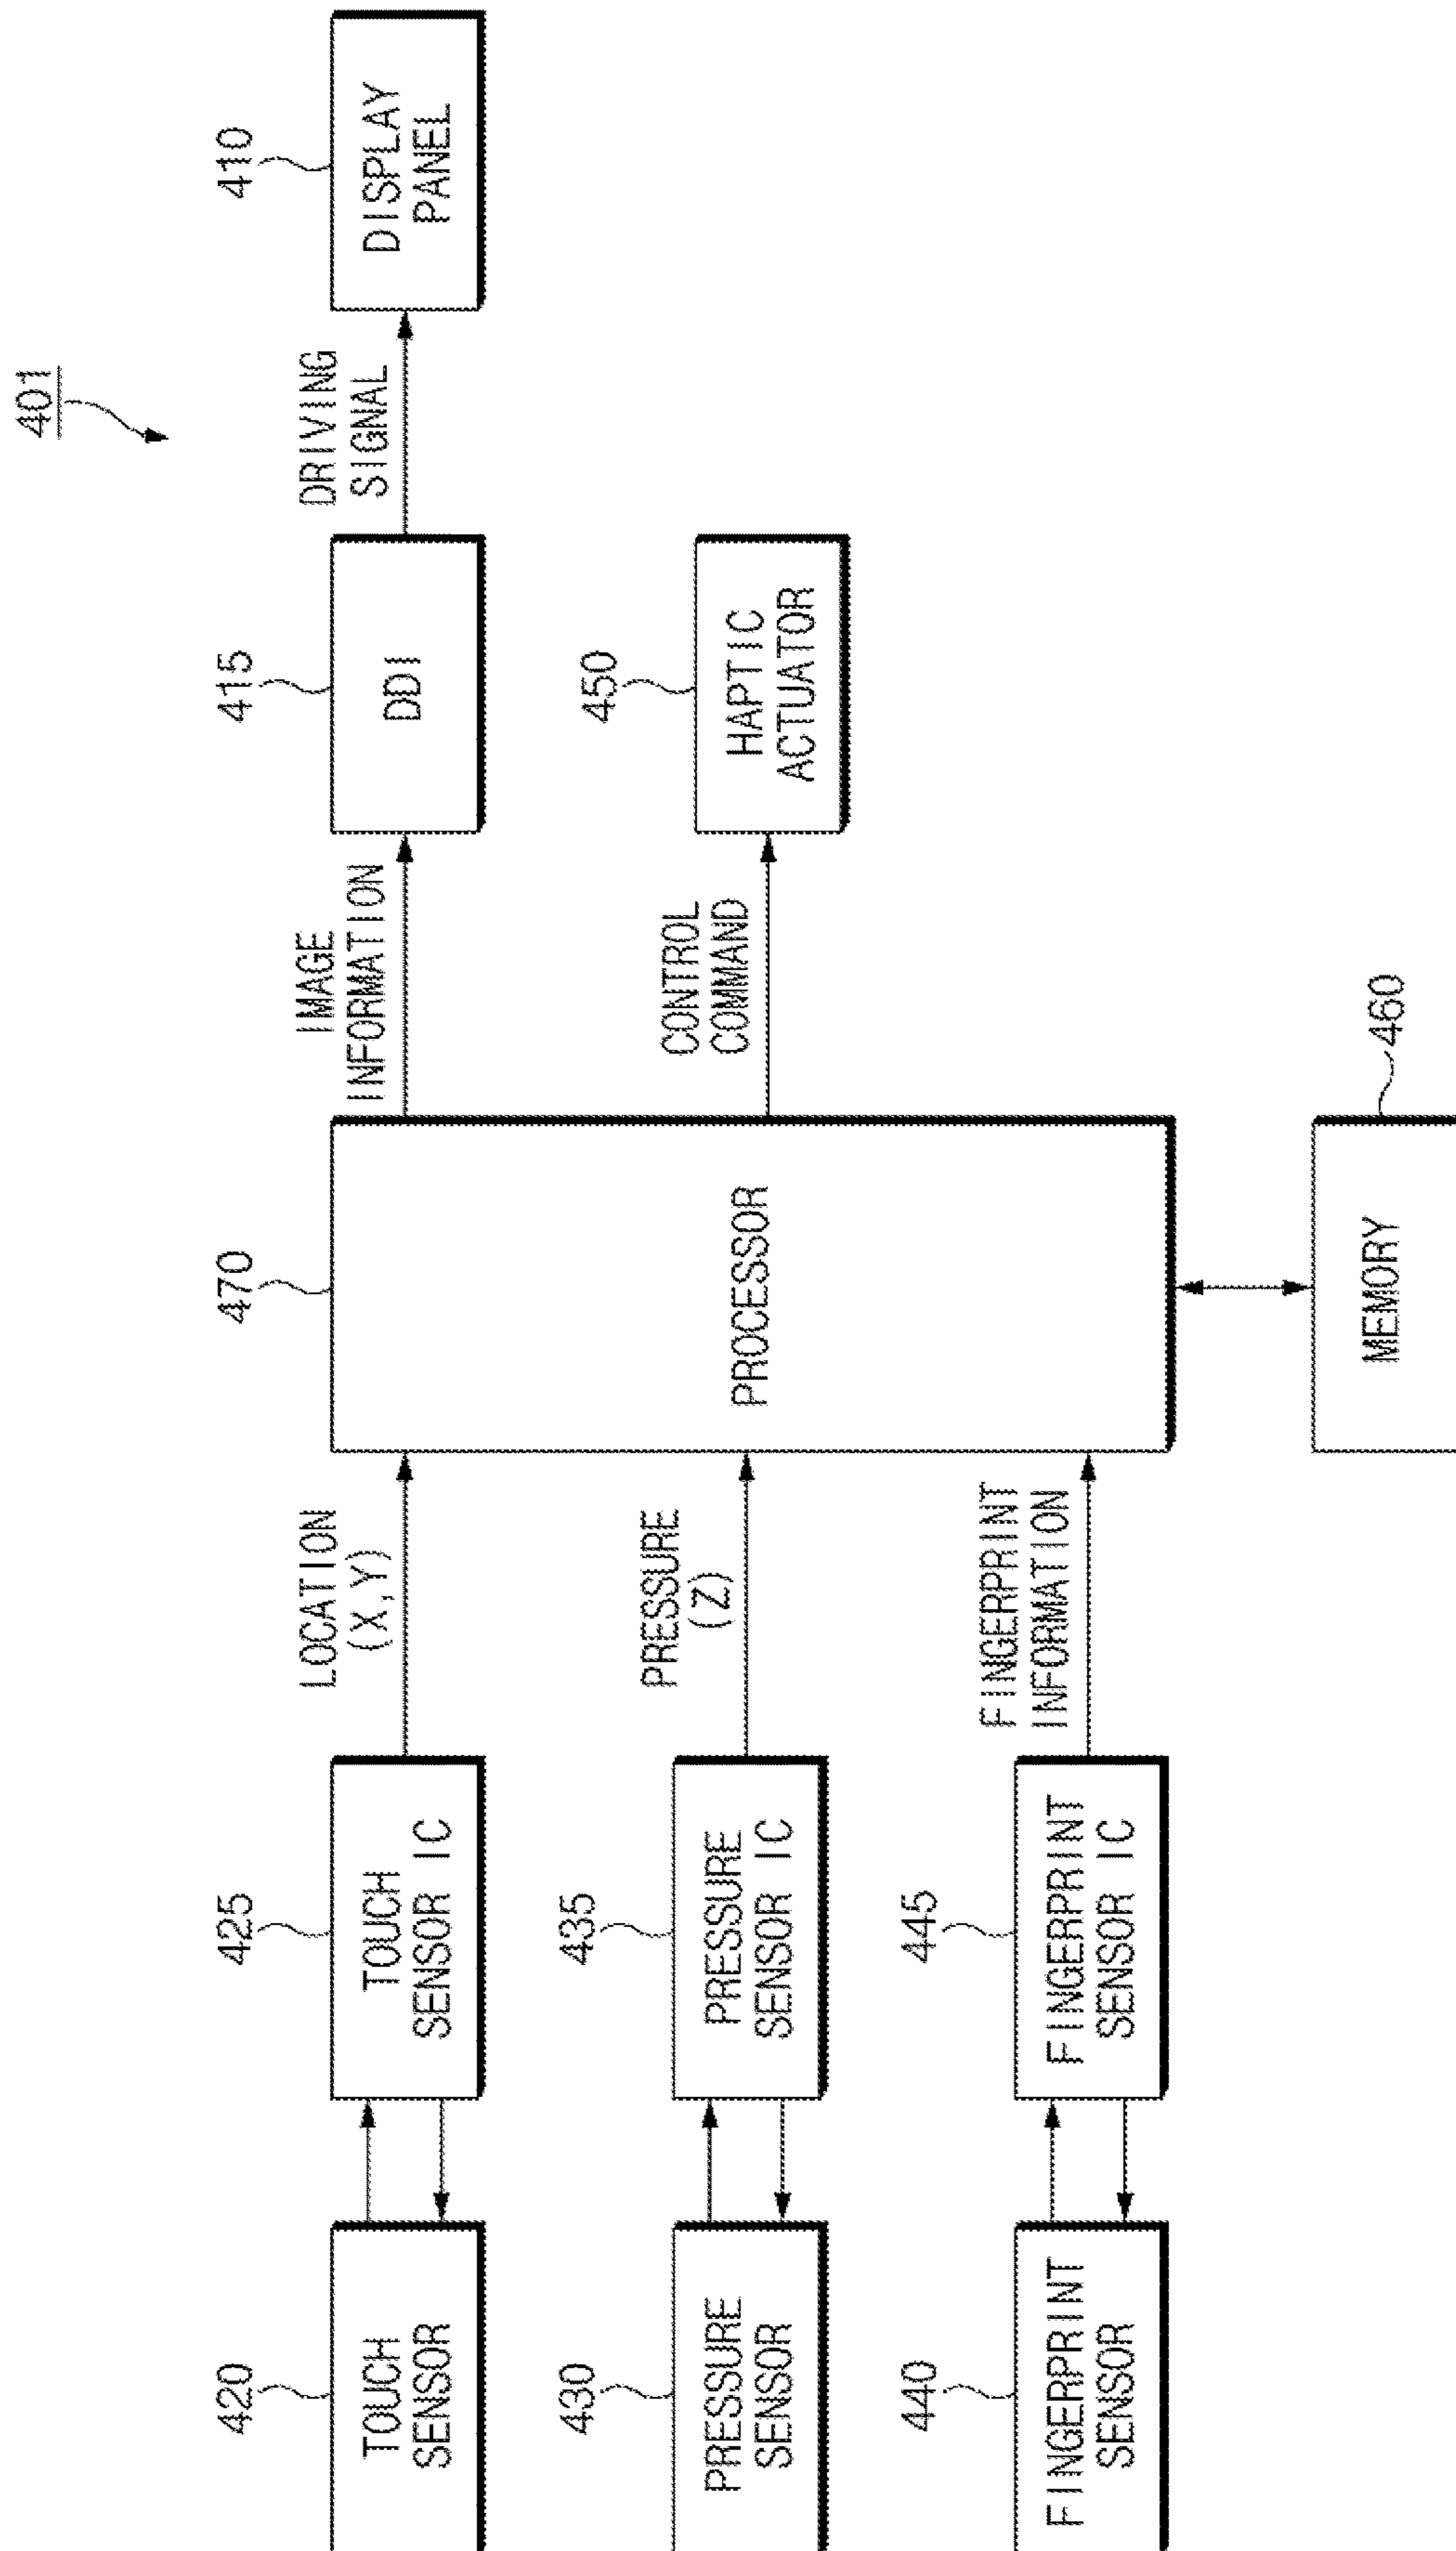 401
420
TOUCH
SENSOR
425
TOUCH
SENSOR IC
LOCATION
(X,Y)
470
PROCESSOR
IMAGE
INFORMATION
415
DDI
DRIVING
SIGNAL
410
DISPLAY
PANEL
430
PRESSURE
SENSOR
435
PRESSURE
SENSOR IC
PRESSURE
(Z)
CONTROL
COMMAND
450
HAPTIC
ACTUATOR
440
FINGERPRINT
SENSOR
445
FINGERPRINT
SENSOR IC
FINGERPRINT
INFORMATION
MEMORY
460